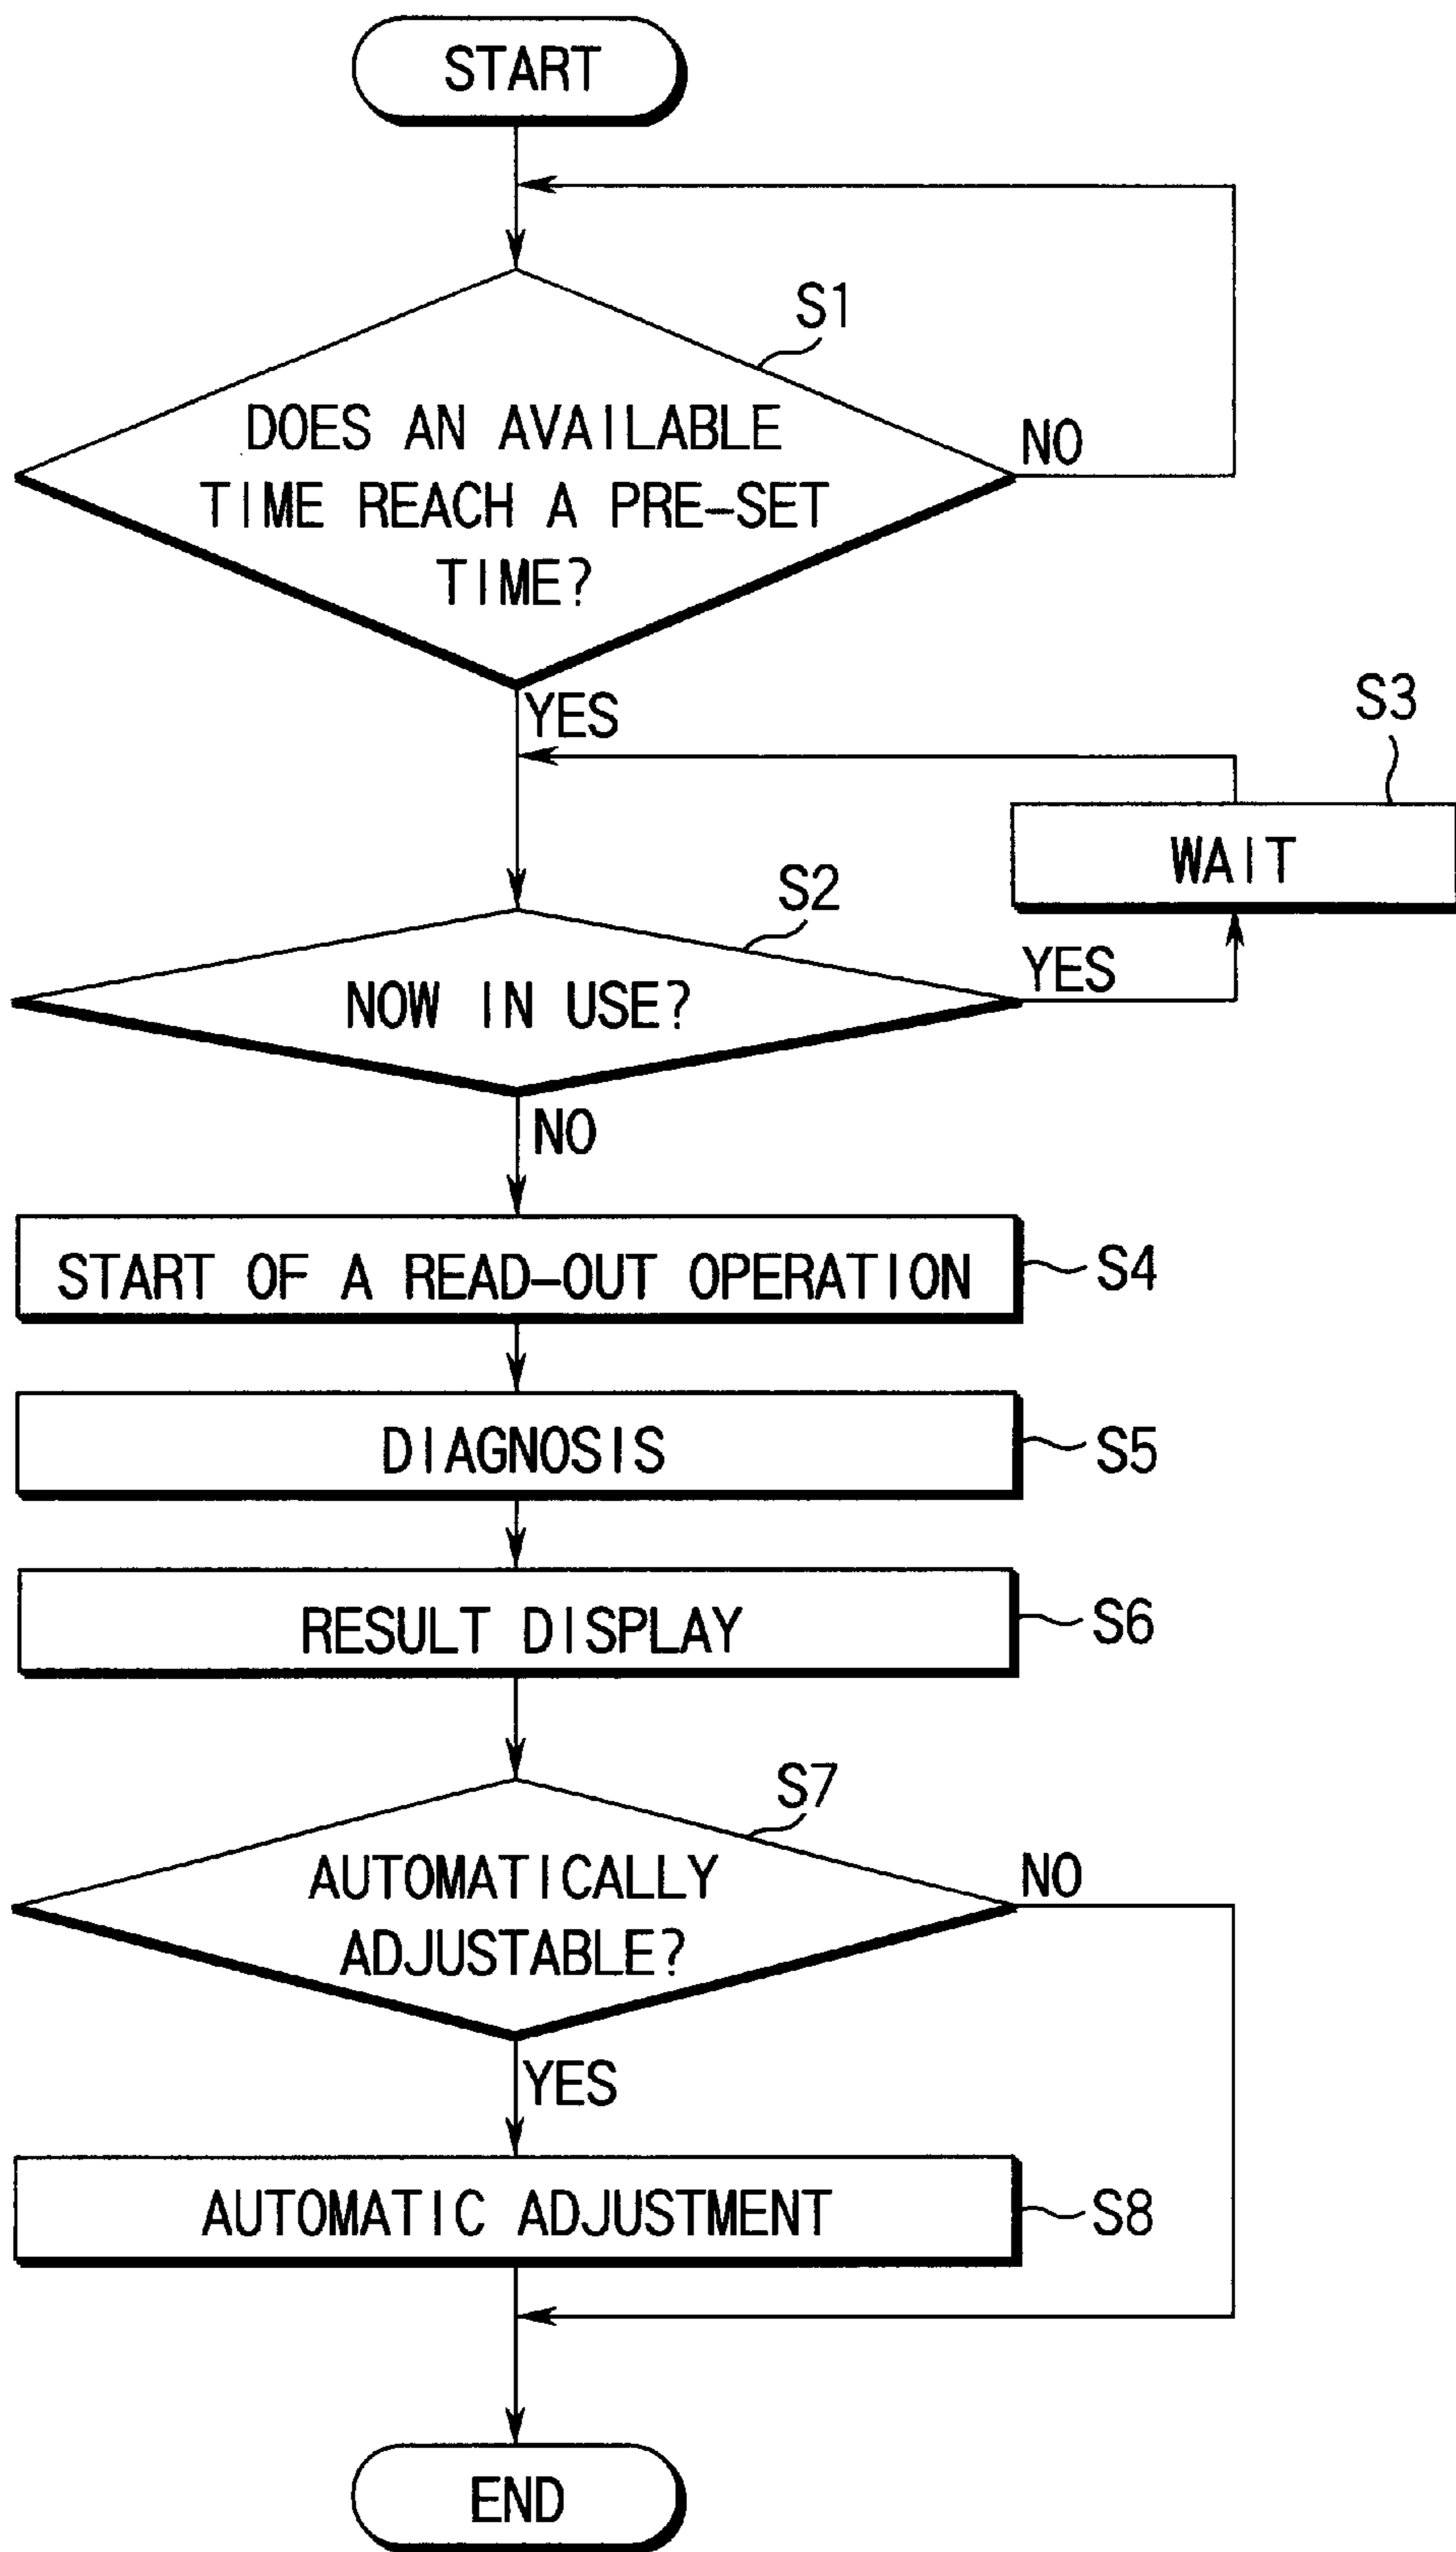 START
S1
DOES AN AVAILABLE
TIME REACH A PRE-SET
TIME?
NO
YES
S3
WAIT
S2
NOW IN USE?
YES
NO
START OF A READ-OUT OPERATION
S4
DIAGNOSIS
S5
RESULT DISPLAY
S6
S7
AUTOMATICALLY
ADJUSTABLE?
NO
YES
AUTOMATIC ADJUSTMENT
S8
END